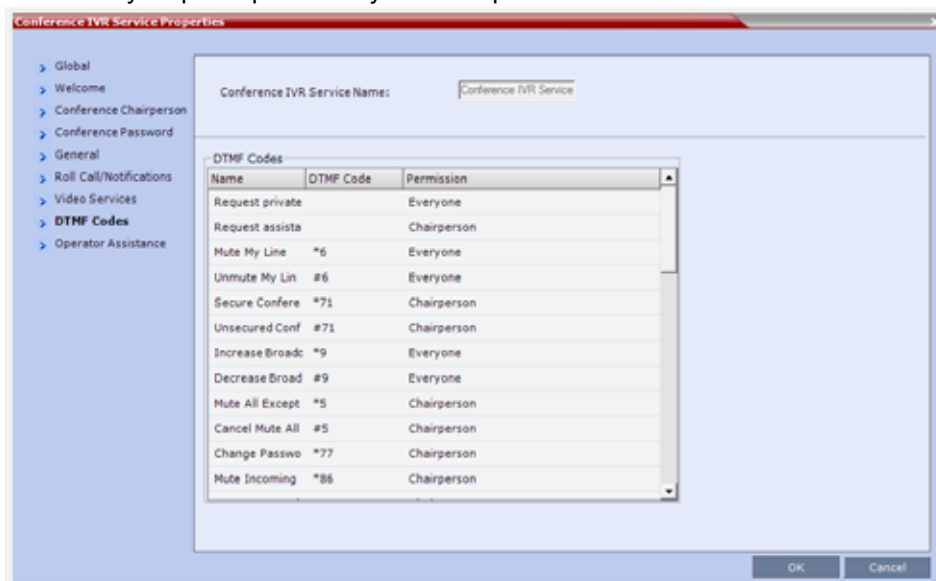 Conference IVR Service Properties
Global
Welcome
Conference Chairperson
Conference Password
General
Roll Call/Notifications
Video Services
DTMF Codes
Operator Assistance
Conference IVR Service Name: Conference IVR Service
DTMF Codes
Name DTMF Code Permission
Request private Everyone
Request assista Chairperson
Mute My Line *6 Everyone
Unmute My Lin #6 Everyone
Secure Confere *71 Chairperson
Unsecured Conf #71 Chairperson
Increase Broadc *9 Everyone
Decrease Broad #9 Everyone
Mute All Except *5 Chairperson
Cancel Mute All #5 Chairperson
Change Passwo *77 Chairperson
Mute Incoming *86 Chairperson
OK Cancel